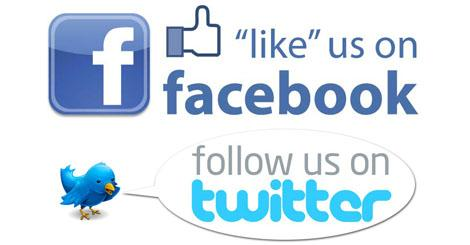 f
"like" us on
facebook
follow us on
twitter